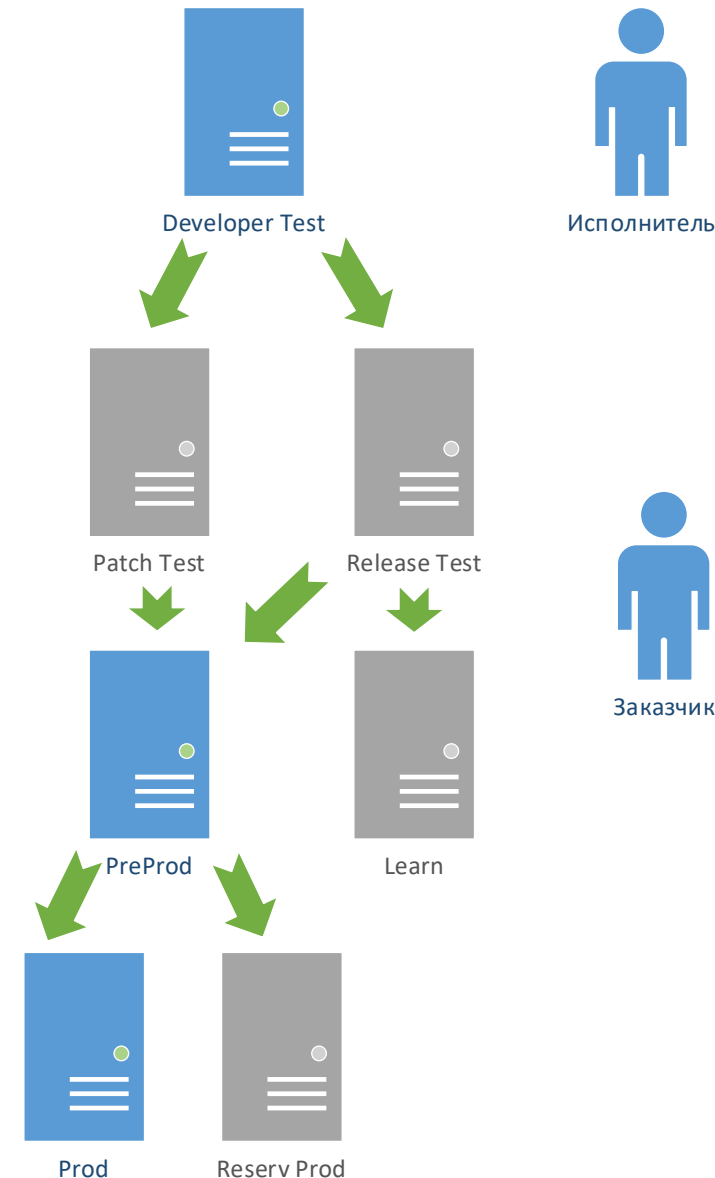 Developer Test
Исполнитель
Patch Test
Release Test
Заказчик
PreProd
Learn
Prod
Reserv Prod